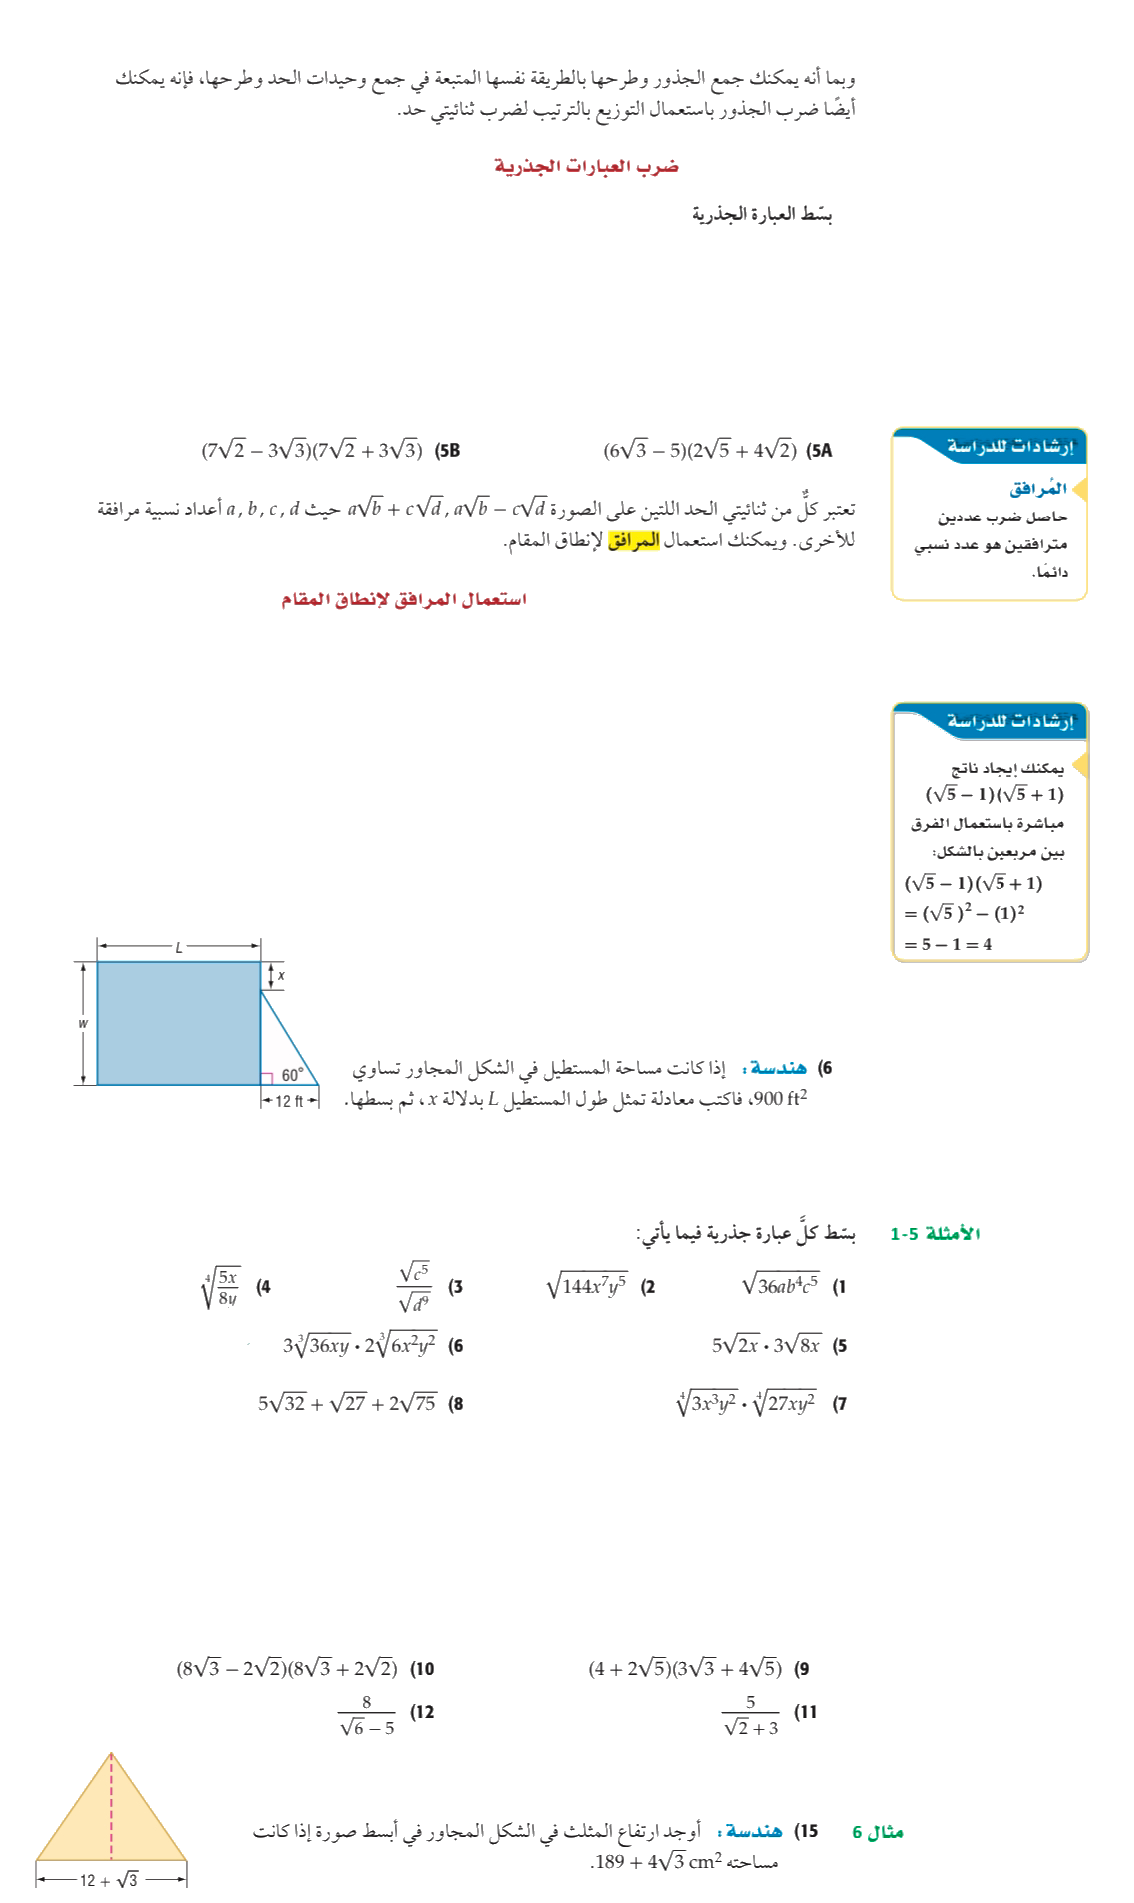 وبما أنه يمكنك جمع الجذور وطرحها بالطريقة نفسها المتبعة في جمع وحيدات الحد وطرحها، فإنه يمكنك
أيضًا ضرب الجذور باستعمال التوزيع بالترتيب لضرب ثنائيتي حد.
ضرب العبارات الجذرية
بسّط العبارة الجذرية
(5A (6√3 − 5)(2√5 + 4√2)
(5B (7√2 − 3√3)(7√2 + 3√3)
تعتبر كلٌّ من ثنائيتي الحد اللتين على الصورة a√b + c√d , a√b − c√d حيث a , b , c , d أعداد نسبية مرافقة
للأخرى. ويمكنك استعمال المرافق لإنطاق المقام.
إرشادات للدراسة
المُرافق
حاصل ضرب عددين
مترافقين هو عدد نسبي
دائمًا.
استعمال المرافق لإنطاق المقام
إرشادات للدراسة
يمكنك إيجاد ناتج
(√5 − 1)(√5 + 1)
مباشرة باستعمال الفرق
بين مربعين بالشكل:
(√5 − 1)(√5 + 1)
= (√5)² − (1)²
= 5 − 1 = 4
L
x
w
60°
12 ft
(6 هندسة: إذا كانت مساحة المستطيل في الشكل المجاور تساوي
900 ft²، فاكتب معادلة تمثل طول المستطيل L بدلالة x ، ثم بسطها.
الأمثلة 5-1 بسّط كلَّ عبارة جذرية فيما يأتي:
(1 √(36ab⁴c⁵)
(2 √(144x⁷y⁵)
(3 √(c⁵)/√(d⁹)
(4 ⁴√(5x/8y)
(5 5√(2x) · 3√(8x)
(6 3∛(36xy) · 2∛(6x²y²)
(7 ⁴√(3x³y²) · ⁴√(27xy²)
(8 5√32 + √27 + 2√75
(9 (4 + 2√5)(3√3 + 4√5)
(10 (8√3 − 2√2)(8√3 + 2√2)
(11 5/(√2 + 3)
(12 8/(√6 − 5)
مثال 6 (15 هندسة: أوجد ارتفاع المثلث في الشكل المجاور في أبسط صورة إذا كانت
مساحته 189 + 4√3 cm².
12 + √3